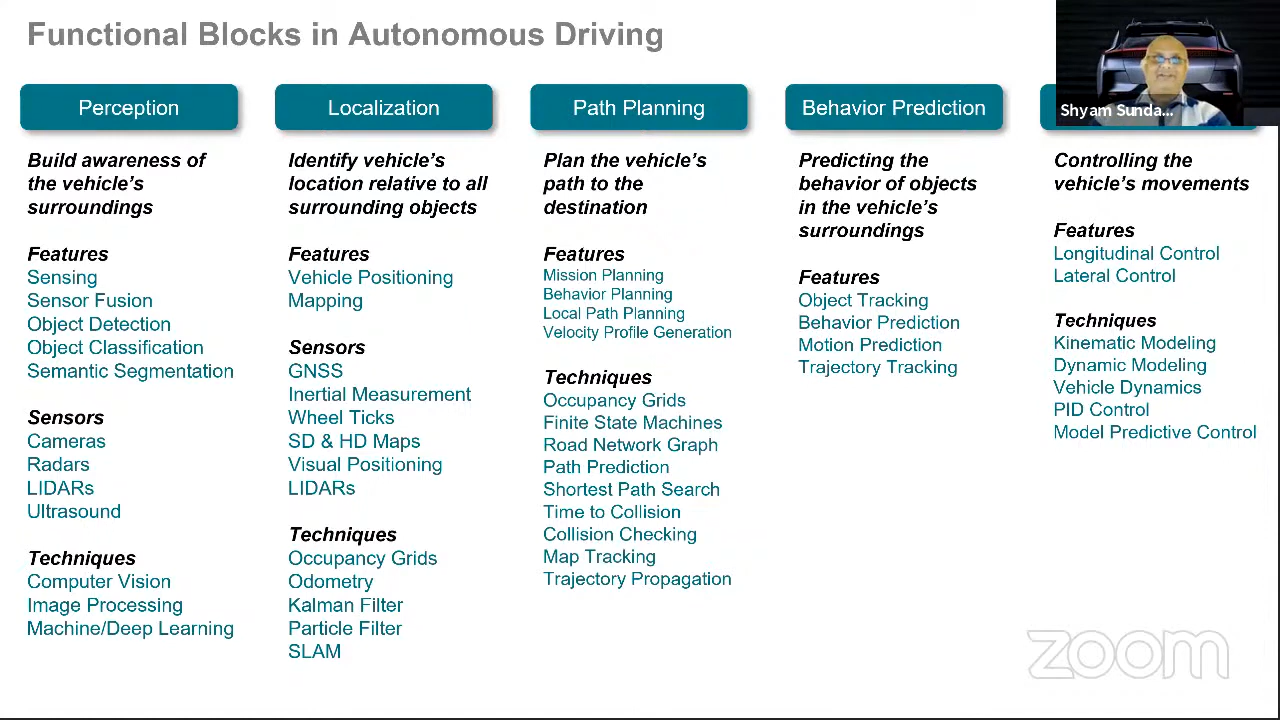 Functional Blocks in Autonomous Driving
Shyam Sunda...
Perception
Build awareness of
the vehicle's
surroundings
Features
Sensing
Sensor Fusion
Object Detection
Object Classification
Semantic Segmentation
Sensors
Cameras
Radars
LIDARs
Ultrasound
Techniques
Computer Vision
Image Processing
Machine/Deep Learning
Localization
Identify vehicle's
location relative to all
surrounding objects
Features
Vehicle Positioning
Mapping
Sensors
GNSS
Inertial Measurement
Wheel Ticks
SD & HD Maps
Visual Positioning
LIDARs
Techniques
Occupancy Grids
Odometry
Kalman Filter
Particle Filter
SLAM
Path Planning
Plan the vehicle's
path to the
destination
Features
Mission Planning
Behavior Planning
Local Path Planning
Velocity Profile Generation
Techniques
Occupancy Grids
Finite State Machines
Road Network Graph
Path Prediction
Shortest Path Search
Time to Collision
Collision Checking
Map Tracking
Trajectory Propagation
Behavior Prediction
Predicting the
behavior of objects
in the vehicle's
surroundings
Features
Object Tracking
Behavior Prediction
Motion Prediction
Trajectory Tracking
Controlling the
vehicle's movements
Features
Longitudinal Control
Lateral Control
Techniques
Kinematic Modeling
Dynamic Modeling
Vehicle Dynamics
PID Control
Model Predictive Control
zoom